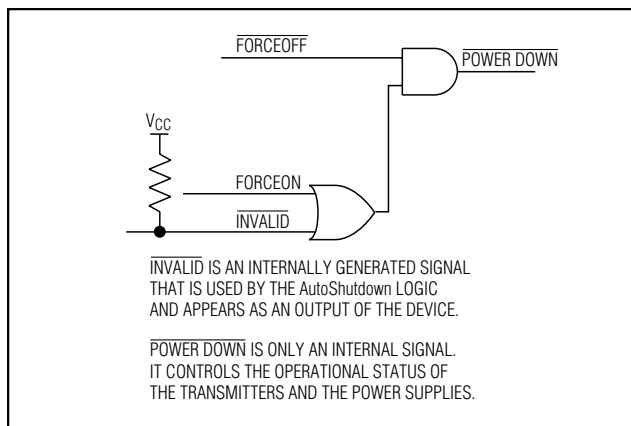 FORCEOFF
POWER DOWN
VCC
FORCEON
INVALID
INVALID IS AN INTERNALLY GENERATED SIGNAL
THAT IS USED BY THE AutoShutdown LOGIC
AND APPEARS AS AN OUTPUT OF THE DEVICE.
POWER DOWN IS ONLY AN INTERNAL SIGNAL.
IT CONTROLS THE OPERATIONAL STATUS OF
THE TRANSMITTERS AND THE POWER SUPPLIES.